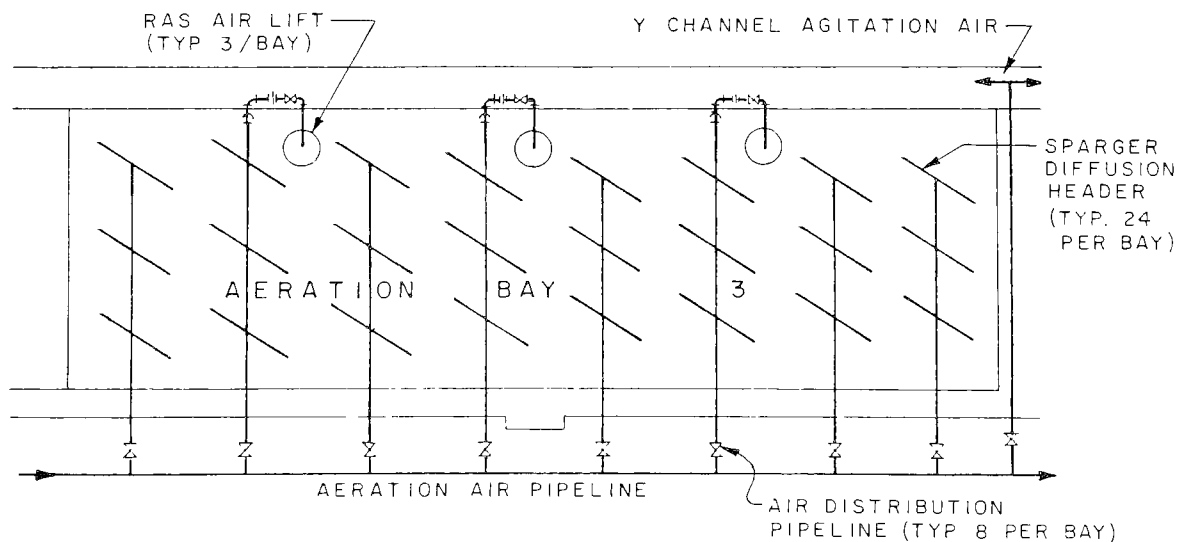 RAS AIR LIFT
(TYP 3/BAY)
Y CHANNEL AGITATION AIR
SPARGER
DIFFUSION
HEADER
(TYP. 24
PER BAY)
AERATION BAY 3
AERATION AIR PIPELINE
AIR DISTRIBUTION
PIPELINE (TYP 8 PER BAY)